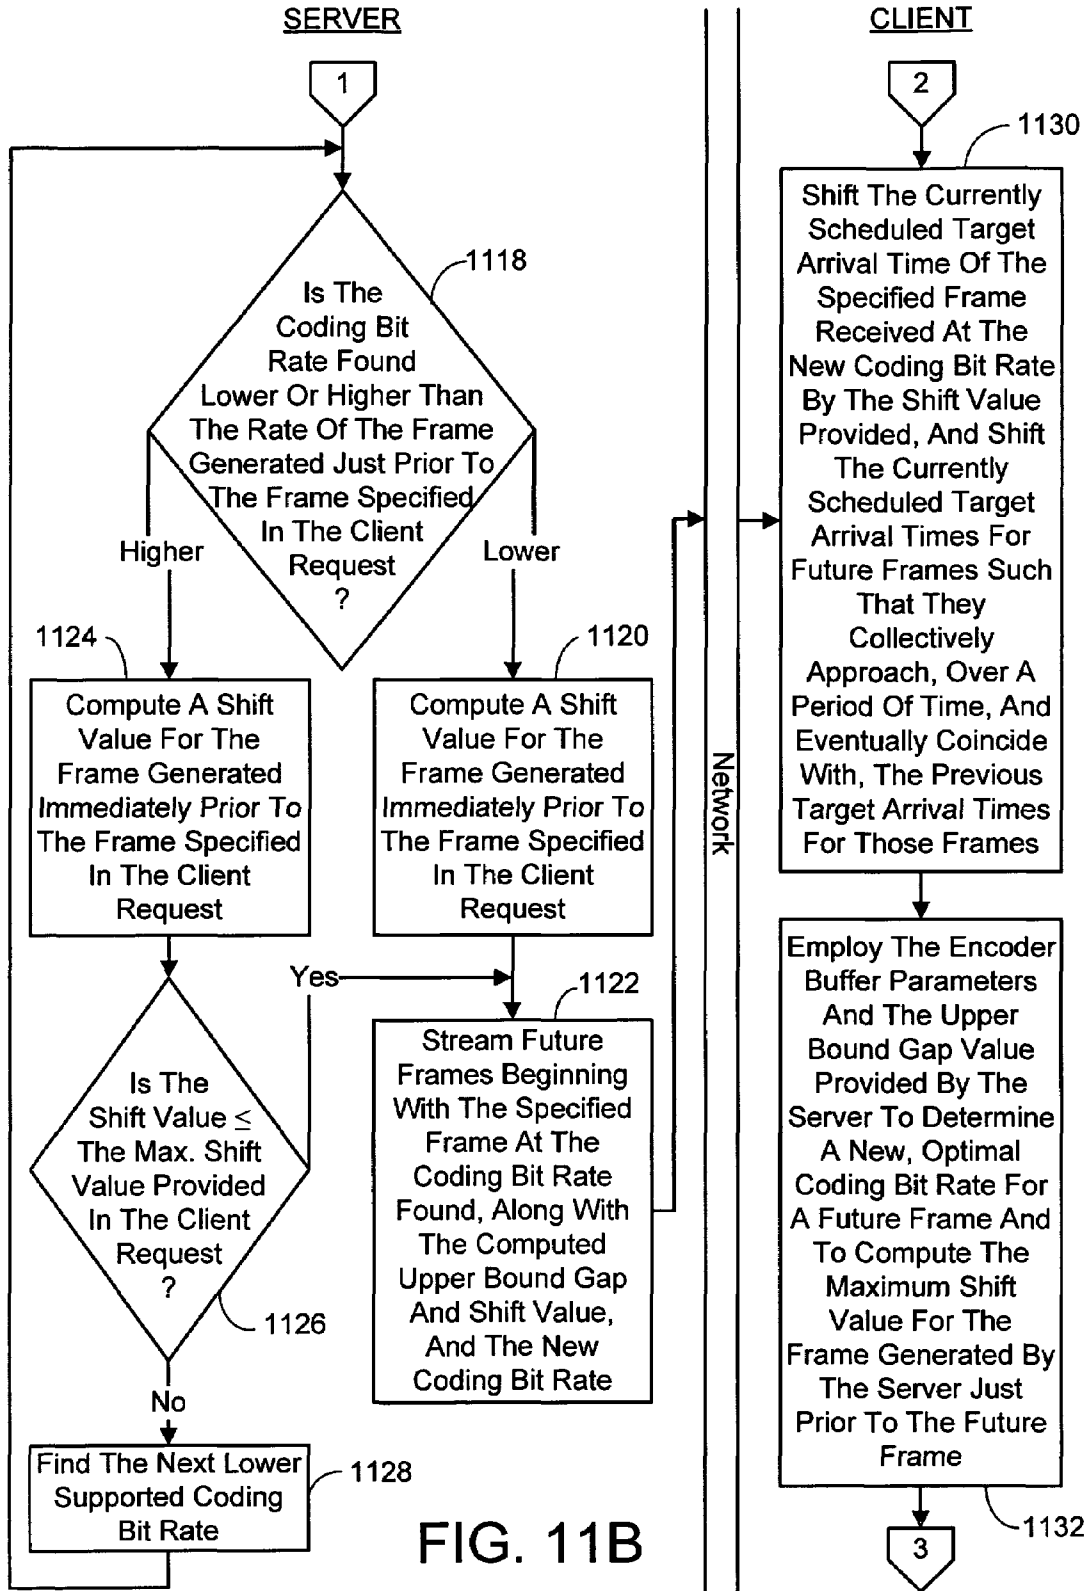 SERVER
1
1118
Is The
Coding Bit
Rate Found
Lower Or Higher Than
The Rate Of The Frame
Generated Just Prior To
The Frame Specified
In The Client
Request
?
Higher
Lower
1124
Compute A Shift
Value For The
Frame Generated
Immediately Prior To
The Frame Specified
In The Client
Request
1120
Compute A Shift
Value For The
Frame Generated
Immediately Prior To
The Frame Specified
In The Client
Request
Yes
1122
Is The
Shift Value ≤
The Max. Shift
Value Provided
In The Client
Request
?
1126
Stream Future
Frames Beginning
With The Specified
Frame At The
Coding Bit Rate
Found, Along With
The Computed
Upper Bound Gap
And Shift Value,
And The New
Coding Bit Rate
No
Find The Next Lower
Supported Coding
Bit Rate
1128
Network
CLIENT
2
1130
Shift The Currently
Scheduled Target
Arrival Time Of The
Specified Frame
Received At The
New Coding Bit Rate
By The Shift Value
Provided, And Shift
The Currently
Scheduled Target
Arrival Times For
Future Frames Such
That They
Collectively
Approach, Over A
Period Of Time, And
Eventually Coincide
With, The Previous
Target Arrival Times
For Those Frames
Employ The Encoder
Buffer Parameters
And The Upper
Bound Gap Value
Provided By The
Server To Determine
A New, Optimal
Coding Bit Rate For
A Future Frame And
To Compute The
Maximum Shift
Value For The
Frame Generated By
The Server Just
Prior To The Future
Frame
1132
3
FIG. 11B